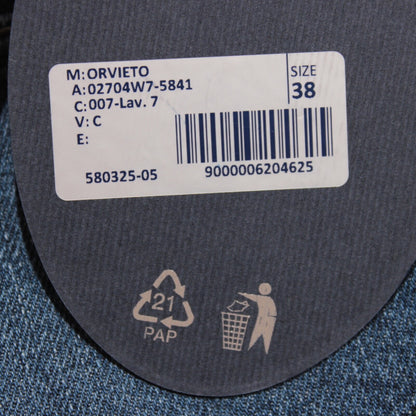 M: ORVIETO
A: 02704W7-5841
C: 007-Lav. 7
V: C
E:
SIZE
38
580325-05
9000006204625
21
PAP